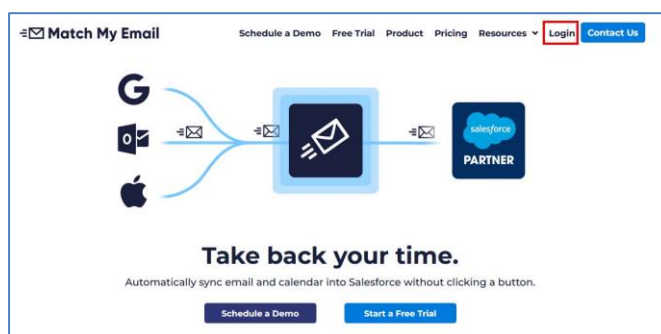 Match My Email
Schedule a Demo Free Trial Product Pricing Resources Login Contact Us
G
salesforce
PARTNER
Take back your time.
Automatically sync email and calendar into Salesforce without clicking a button.
Schedule a Demo Start a Free Trial